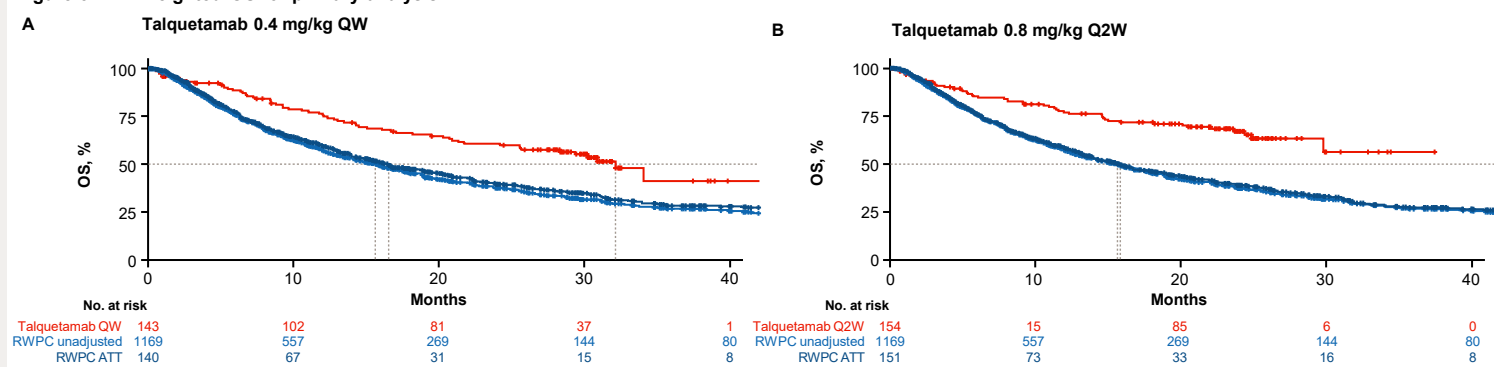 A
Talquetamab 0.4 mg/kg QW
100
75
50
25
0
OS, %
0 10 20 30 40
Months
No. at risk
Talquetamab QW 143 102 81 37 1
RWPC unadjusted 1169 557 269 144 80
RWPC ATT 140 67 31 15 8
B
Talquetamab 0.8 mg/kg Q2W
100
75
50
25
0
OS, %
0 10 20 30 40
Months
No. at risk
Talquetamab Q2W 154 15 85 6 0
RWPC unadjusted 1169 557 269 144 80
RWPC ATT 151 73 33 16 8